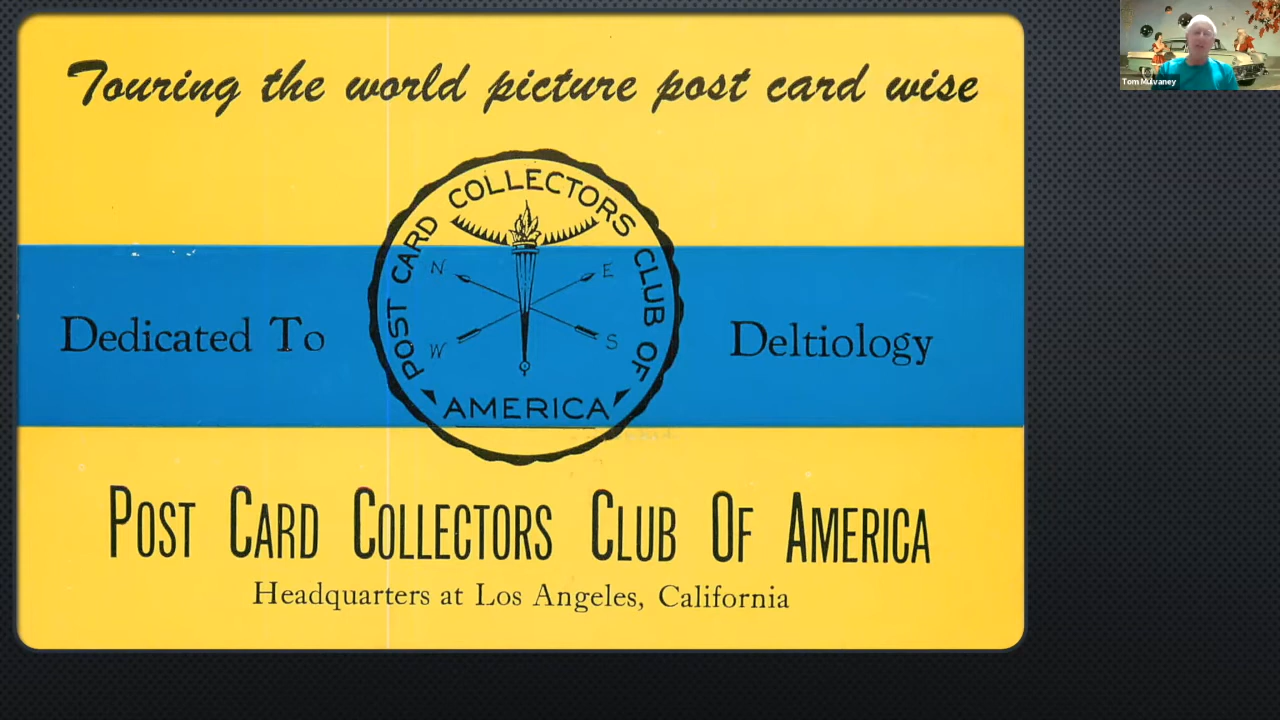 Touring the world picture post card wise
POST CARD COLLECTORS CLUB OF
AMERICA
N
E
W
S
Dedicated To
Deltiology
POST CARD COLLECTORS CLUB OF AMERICA
Headquarters at Los Angeles, California
Tom Mulvaney